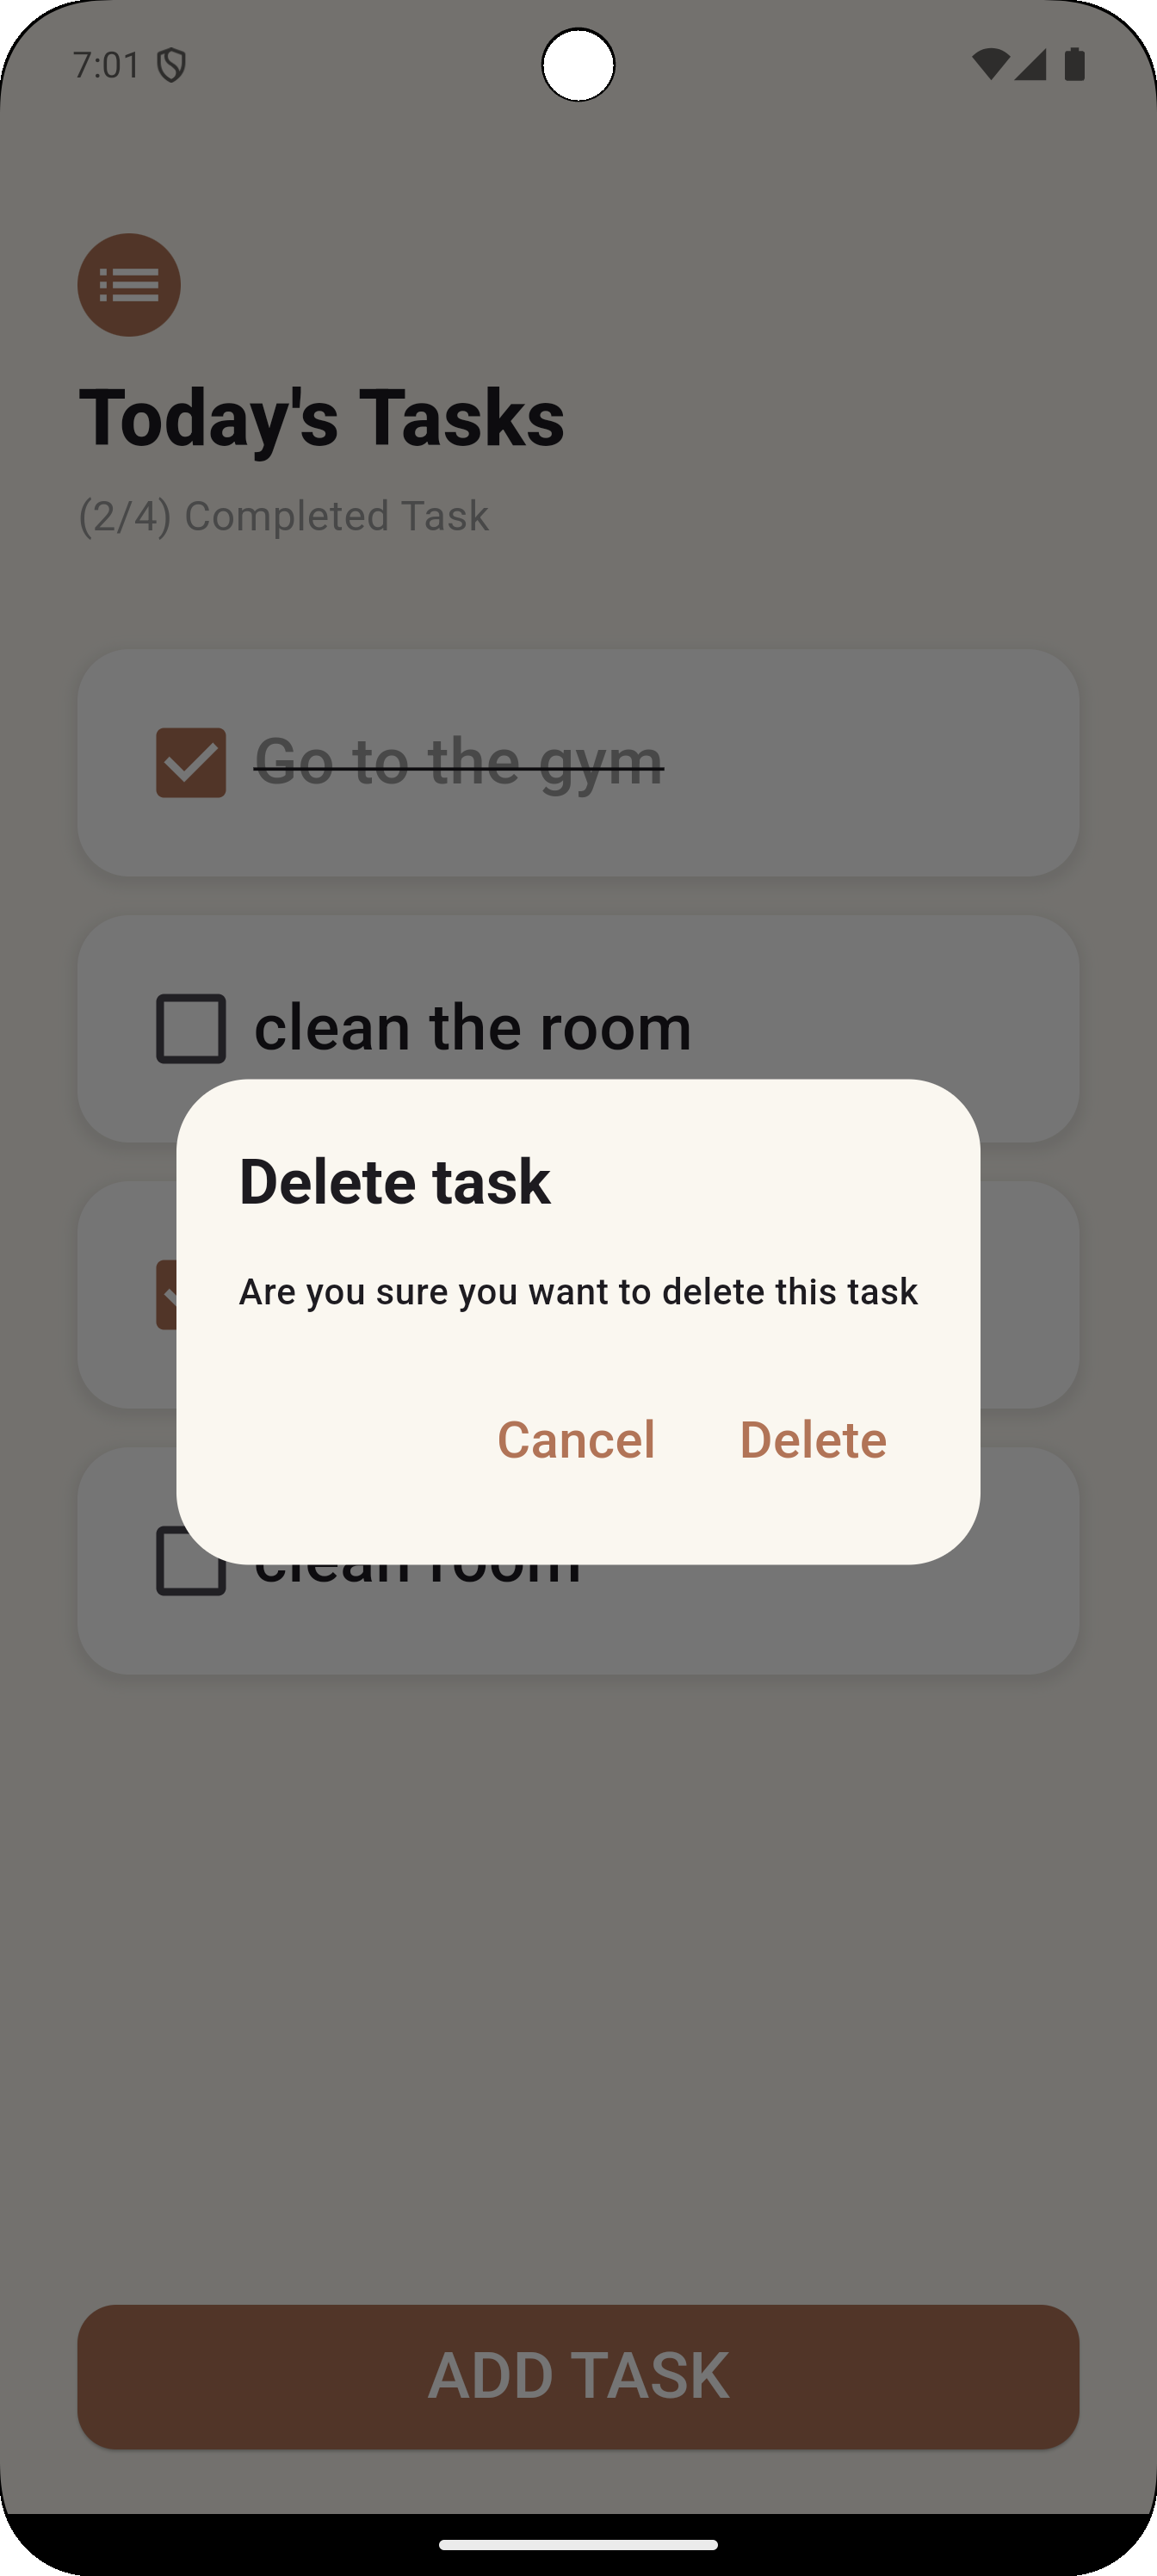 7:01
Today's Tasks
(2/4) Completed Task
Go to the gym
clean the room
Delete task
Are you sure you want to delete this task
Cancel Delete
clean room
ADD TASK